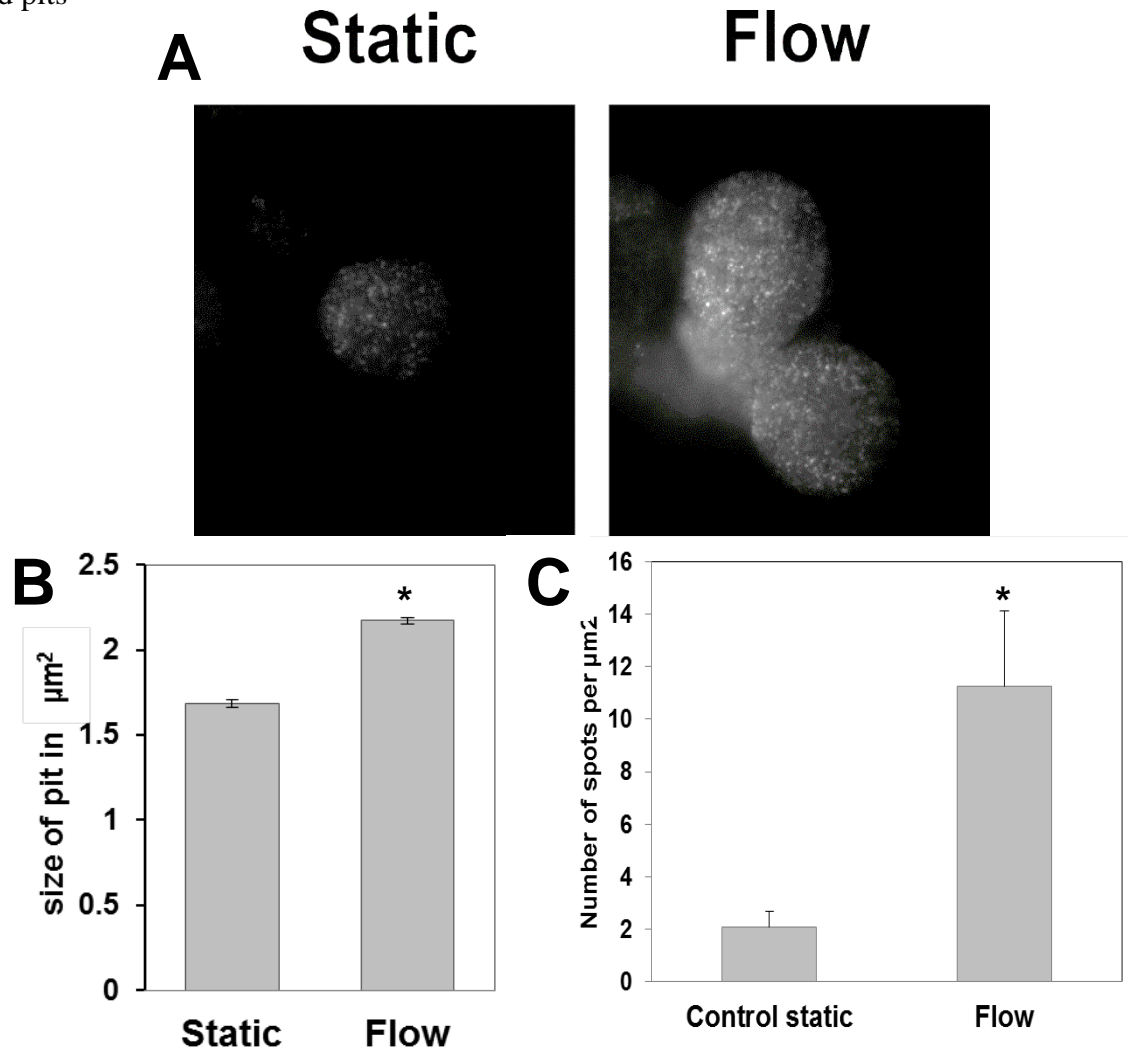 d pits
A
Static
Flow
B
size of pit in μm²
2.5
2
1.5
1
0.5
0
*
Static
Flow
C
Number of spots per μm2
16
14
12
10
8
6
4
2
0
*
Control static
Flow